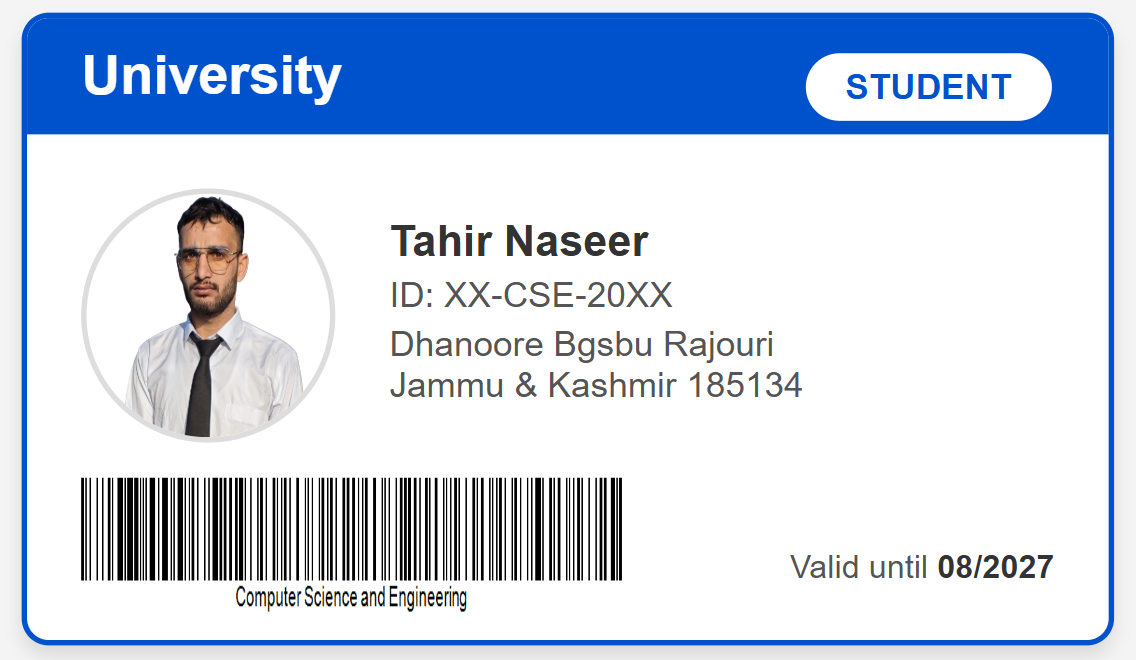 University
STUDENT
Tahir Naseer
ID: XX-CSE-20XX
Dhanoore Bgsbu Rajouri
Jammu & Kashmir 185134
Computer Science and Engineering
Valid until 08/2027